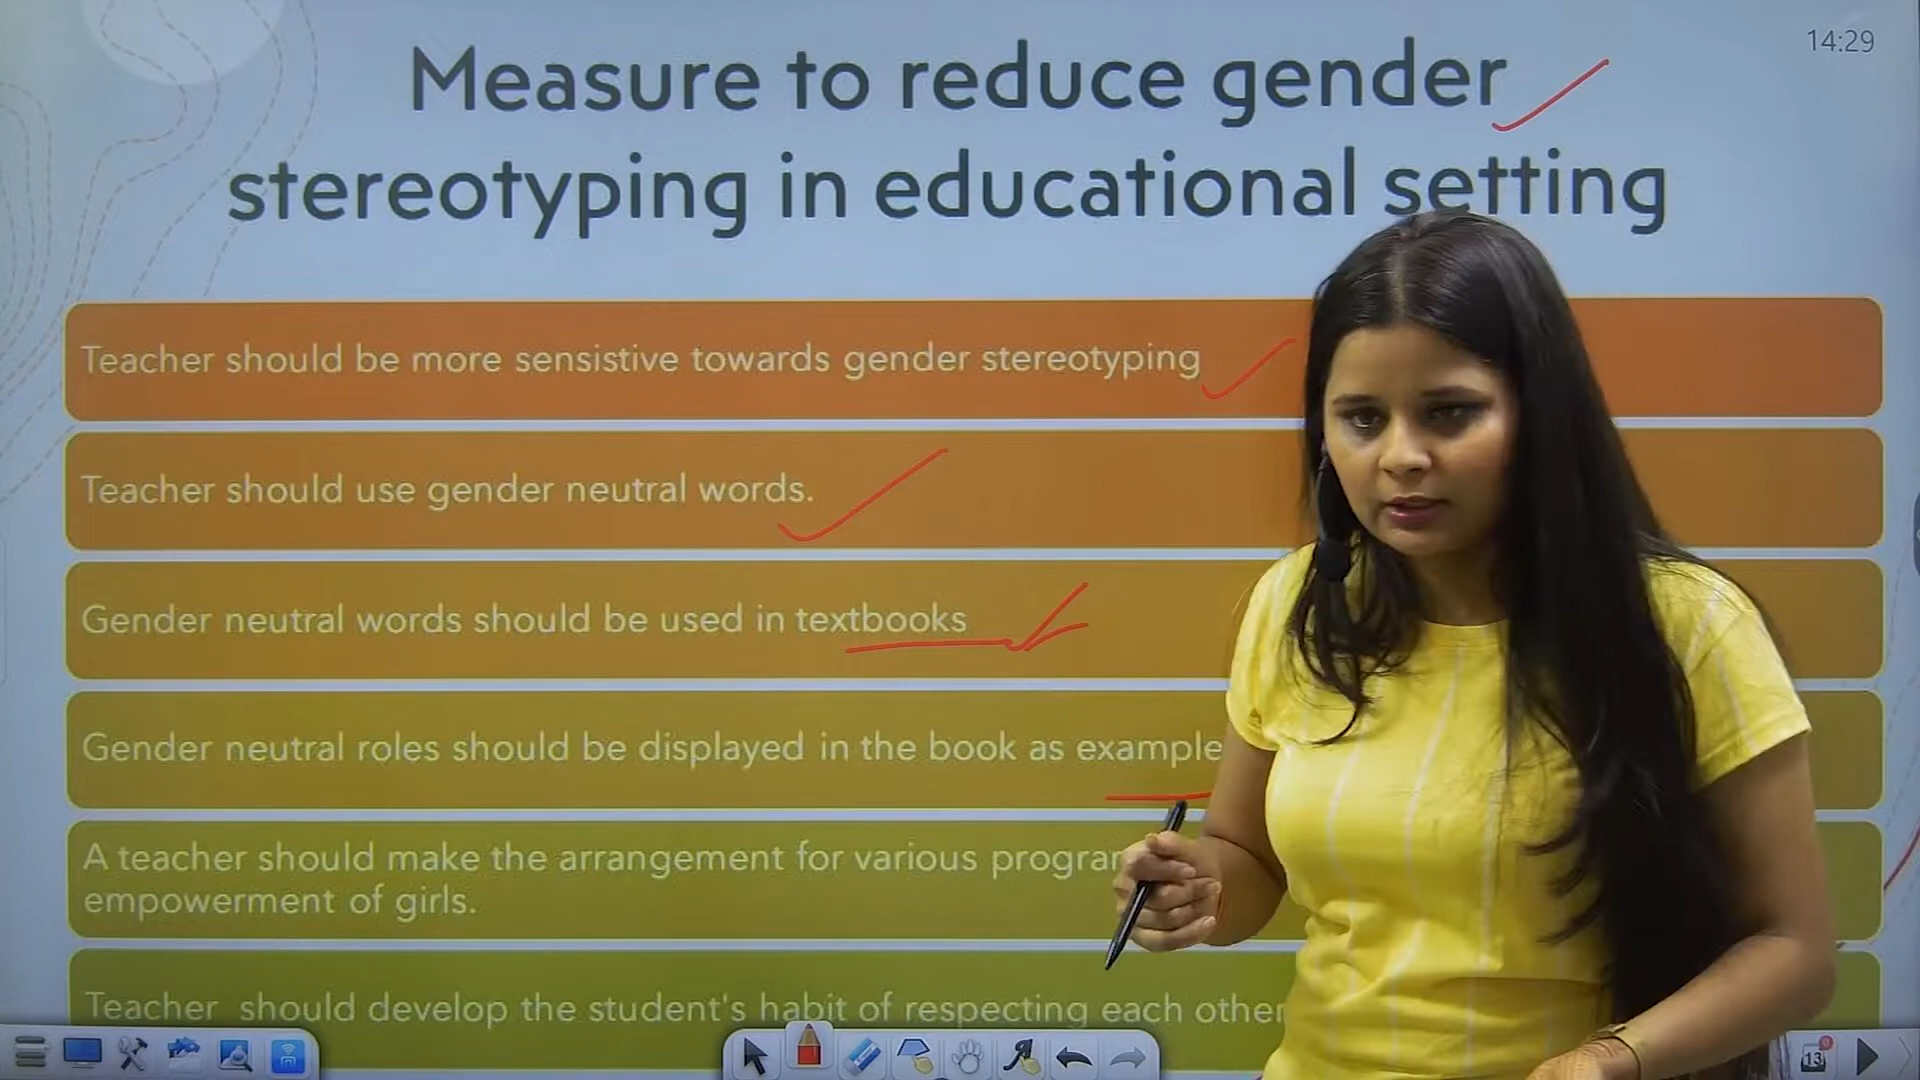 14:29
Measure to reduce gender
stereotyping in educational setting
Teacher should be more sensistive towards gender stereotyping
Teacher should use gender neutral words.
Gender neutral words should be used in textbooks
Gender neutral roles should be displayed in the book as example
A teacher should make the arrangement for various
empowerment of girls.
Teacher should develop the student's habit of respecting each other
13